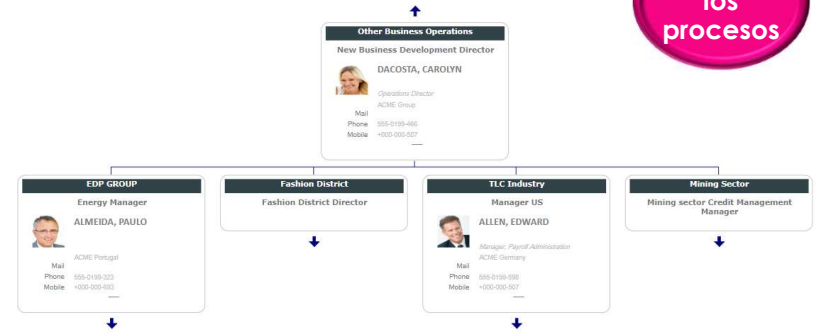 los
procesos
Other Business Operations
New Business Development Director
DACOSTA, CAROLYN
Operations Director
ACME Group
Mail
Phone 555-0199-466
Mobile +000-000-507
EDP GROUP
Energy Manager
ALMEIDA, PAULO
ACME Portugal
Mail
Phone 555-0199-323
Mobile +000-000-693
Fashion District
Fashion District Director
TLC Industry
Manager US
ALLEN, EDWARD
Manager, Payroll Administration
ACME Germany
Mail
Phone 555-0199-598
Mobile +000-000-507
Mining Sector
Mining sector Credit Management
Manager